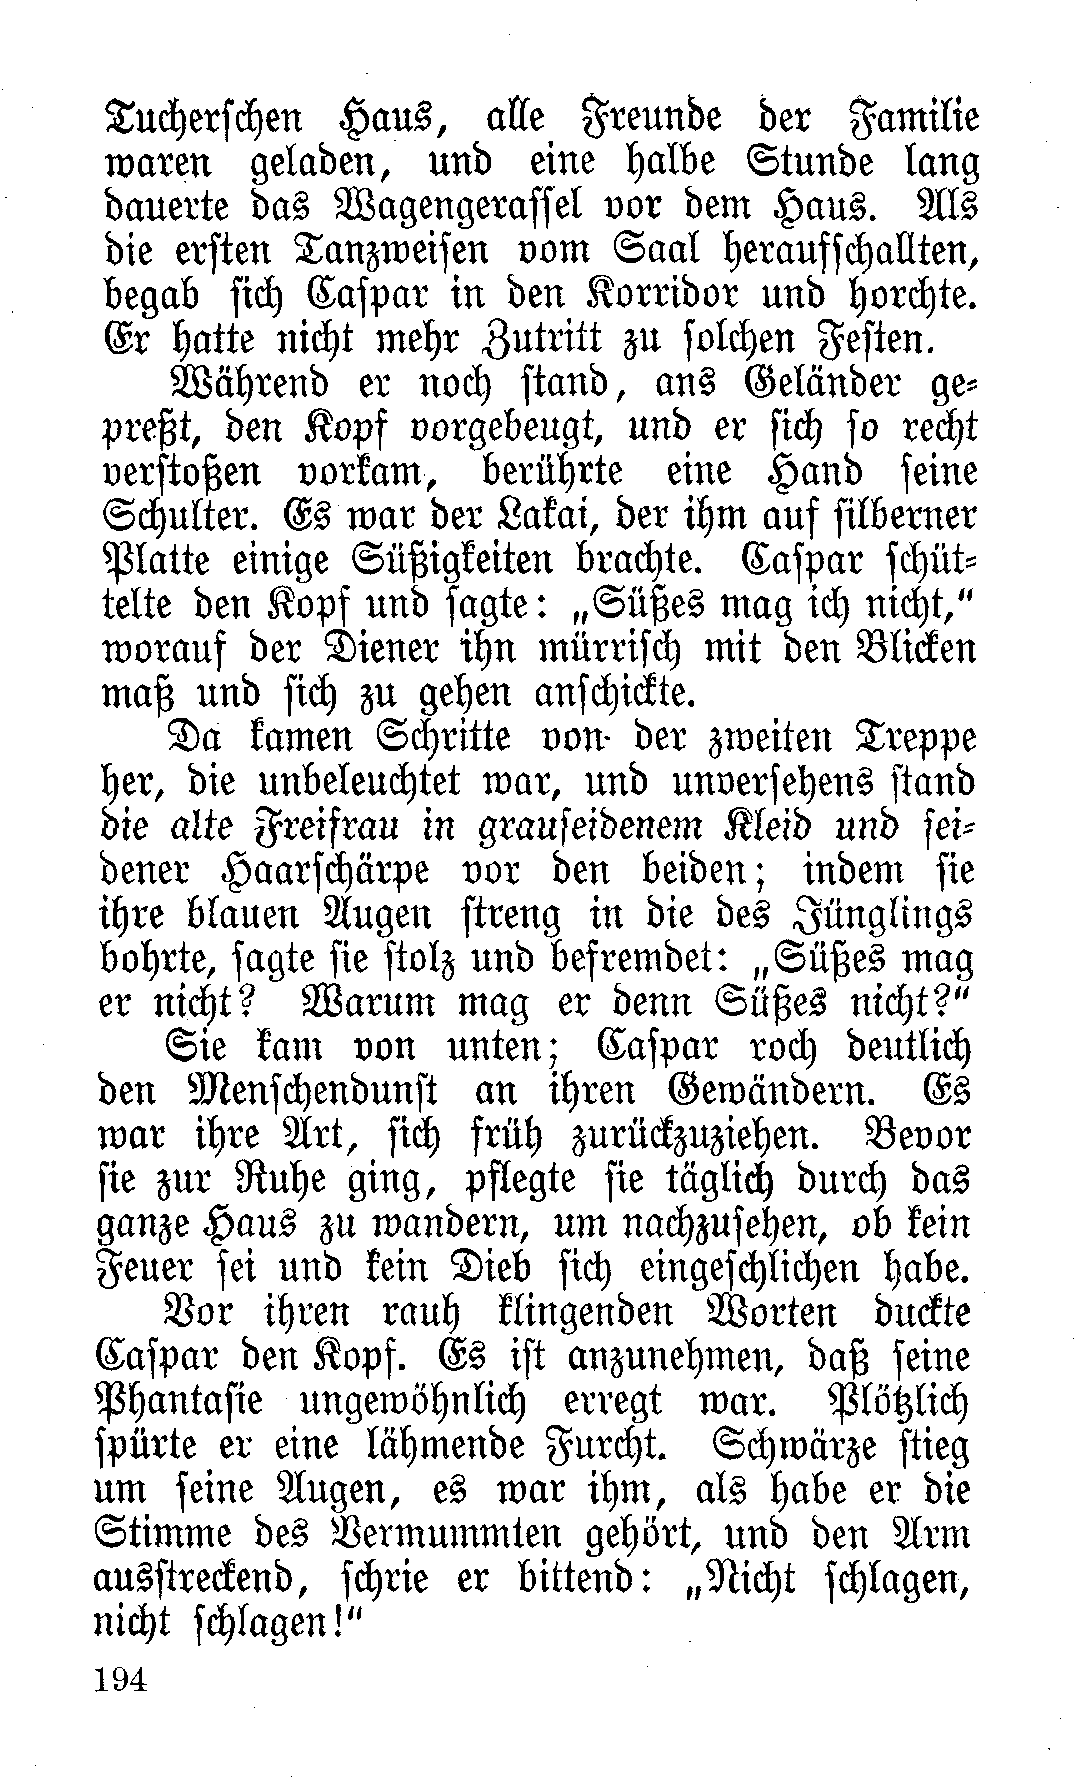 Tucherschen Haus, alle Freunde der Familie
waren geladen, und eine halbe Stunde lang
dauerte das Wagengerassel vor dem Haus. Als
die ersten Tanzweisen vom Saal heraufschallten,
begab sich Caspar in den Korridor und horchte.
Er hatte nicht mehr Zutritt zu solchen Festen.
Während er noch stand, ans Geländer ge-
preßt, den Kopf vorgebeugt, und er sich so recht
verstoßen vorkam, berührte eine Hand seine
Schulter. Es war der Lakai, der ihm auf silberner
Platte einige Süßigkeiten brachte. Caspar schüt-
telte den Kopf und sagte: „Süßes mag ich nicht,“
worauf der Diener ihn mürrisch mit den Blicken
maß und sich zu gehen anschickte.
Da kamen Schritte von der zweiten Treppe
her, die unbeleuchtet war, und unversehens stand
die alte Freifrau in grauseidenem Kleid und sei-
dener Haarschärpe vor den beiden; indem sie
ihre blauen Augen streng in die des Jünglings
bohrte, sagte sie stolz und befremdet: „Süßes mag
er nicht? Warum mag er denn Süßes nicht?“
Sie kam von unten; Caspar roch deutlich
den Menschendunst an ihren Gewändern. Es
war ihre Art, sich früh zurückzuziehen. Bevor
sie zur Ruhe ging, pflegte sie täglich durch das
ganze Haus zu wandern, um nachzusehen, ob kein
Feuer sei und kein Dieb sich eingeschlichen habe.
Vor ihren rauh klingenden Worten duckte
Caspar den Kopf. Es ist anzunehmen, daß seine
Phantasie ungewöhnlich erregt war. Plötzlich
spürte er eine lähmende Furcht. Schwärze stieg
um seine Augen, es war ihm, als habe er die
Stimme des Vermummten gehört, und den Arm
ausstreckend, schrie er bittend: „Nicht schlagen,
nicht schlagen!“
194